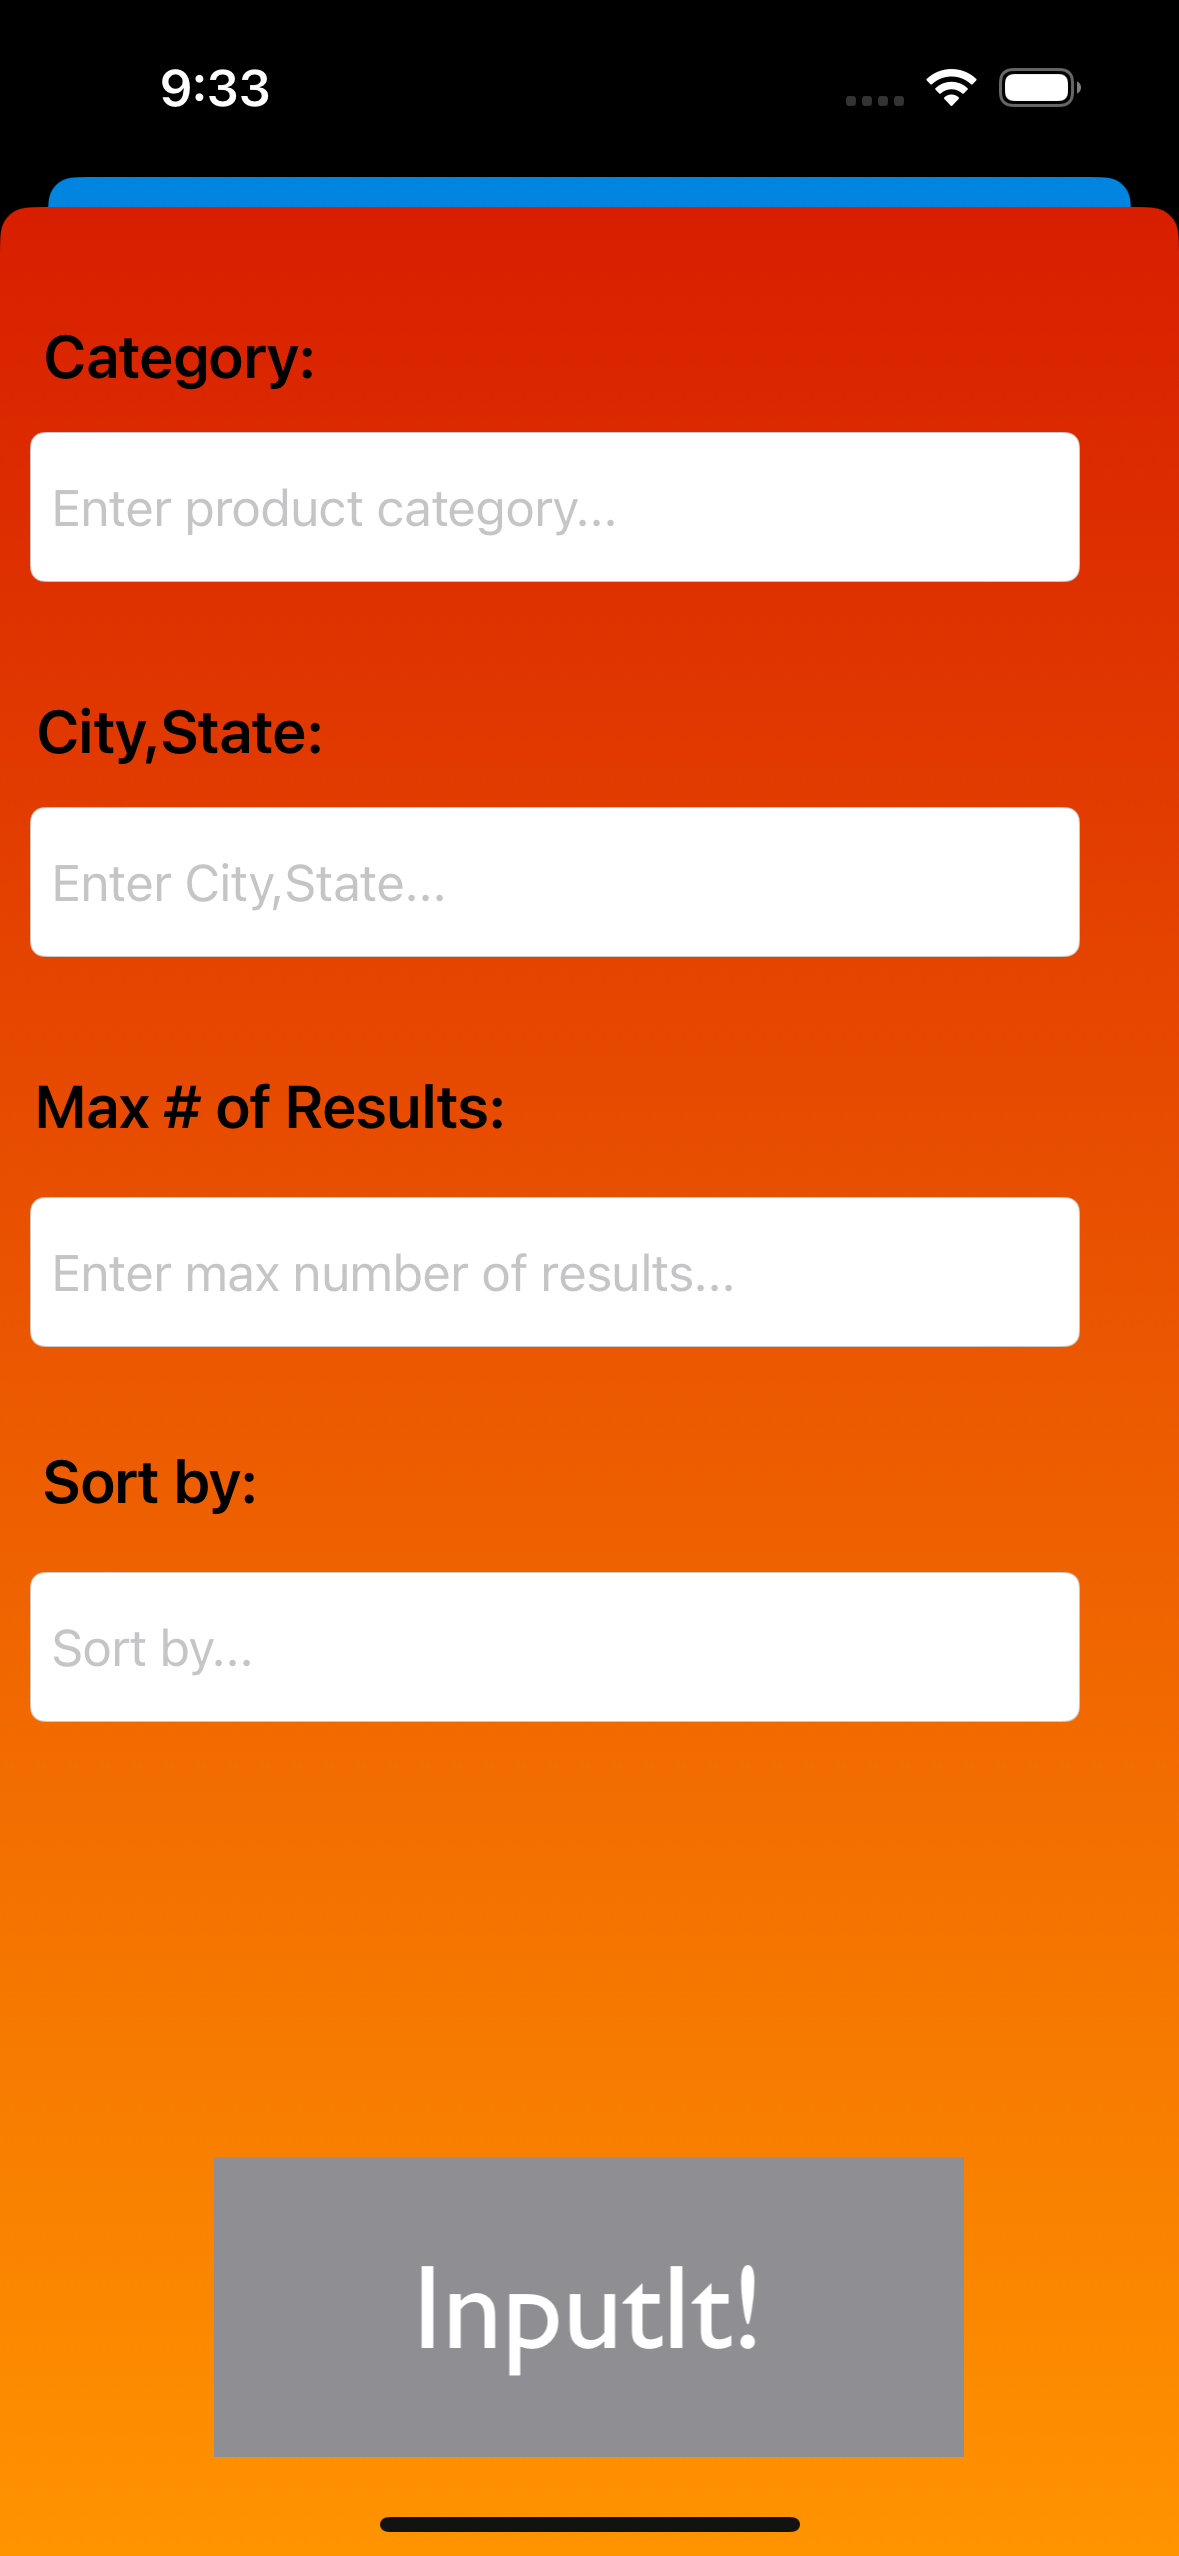 9:33
Category:
Enter product category...
City,State:
Enter City,State...
Max # of Results:
Enter max number of results...
Sort by:
Sort by...
InputIt!